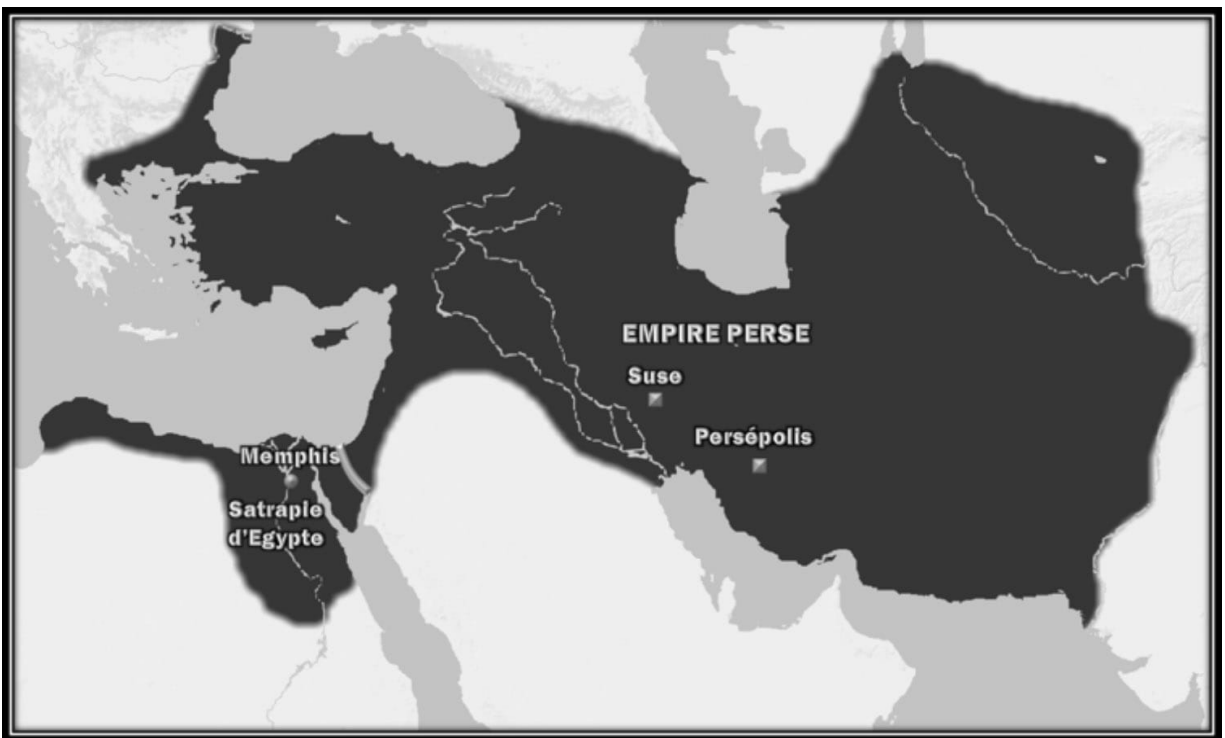 EMPIRE PERSE
Suse
Persépolis
Memphis
Satrapie
d'Egypte